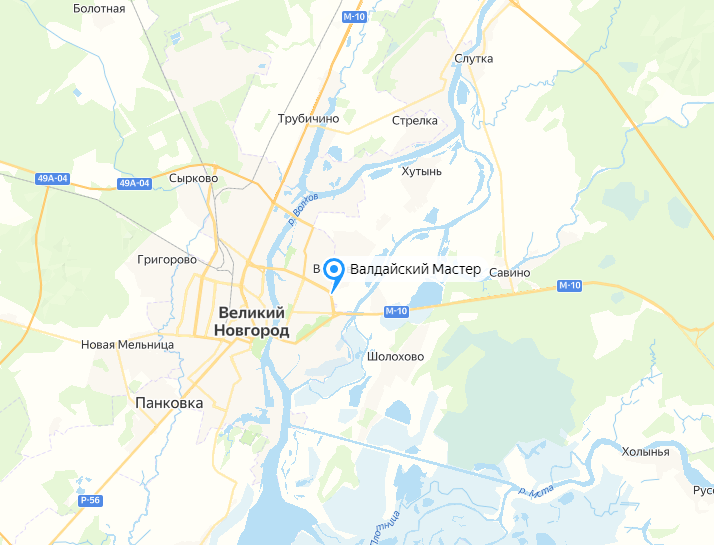 Болотная
М-10
Слутка
Трубичино
Стрелка
Хутынь
49А-04
49А-04
Сырково
р. Волхов
Григорово
В
Валдайский Мастер
Савино
М-10
М-10
Великий
Новгород
Новая Мельница
Шолохово
Панковка
Холынья
р. Мста
Русс
Р-56
Плотница